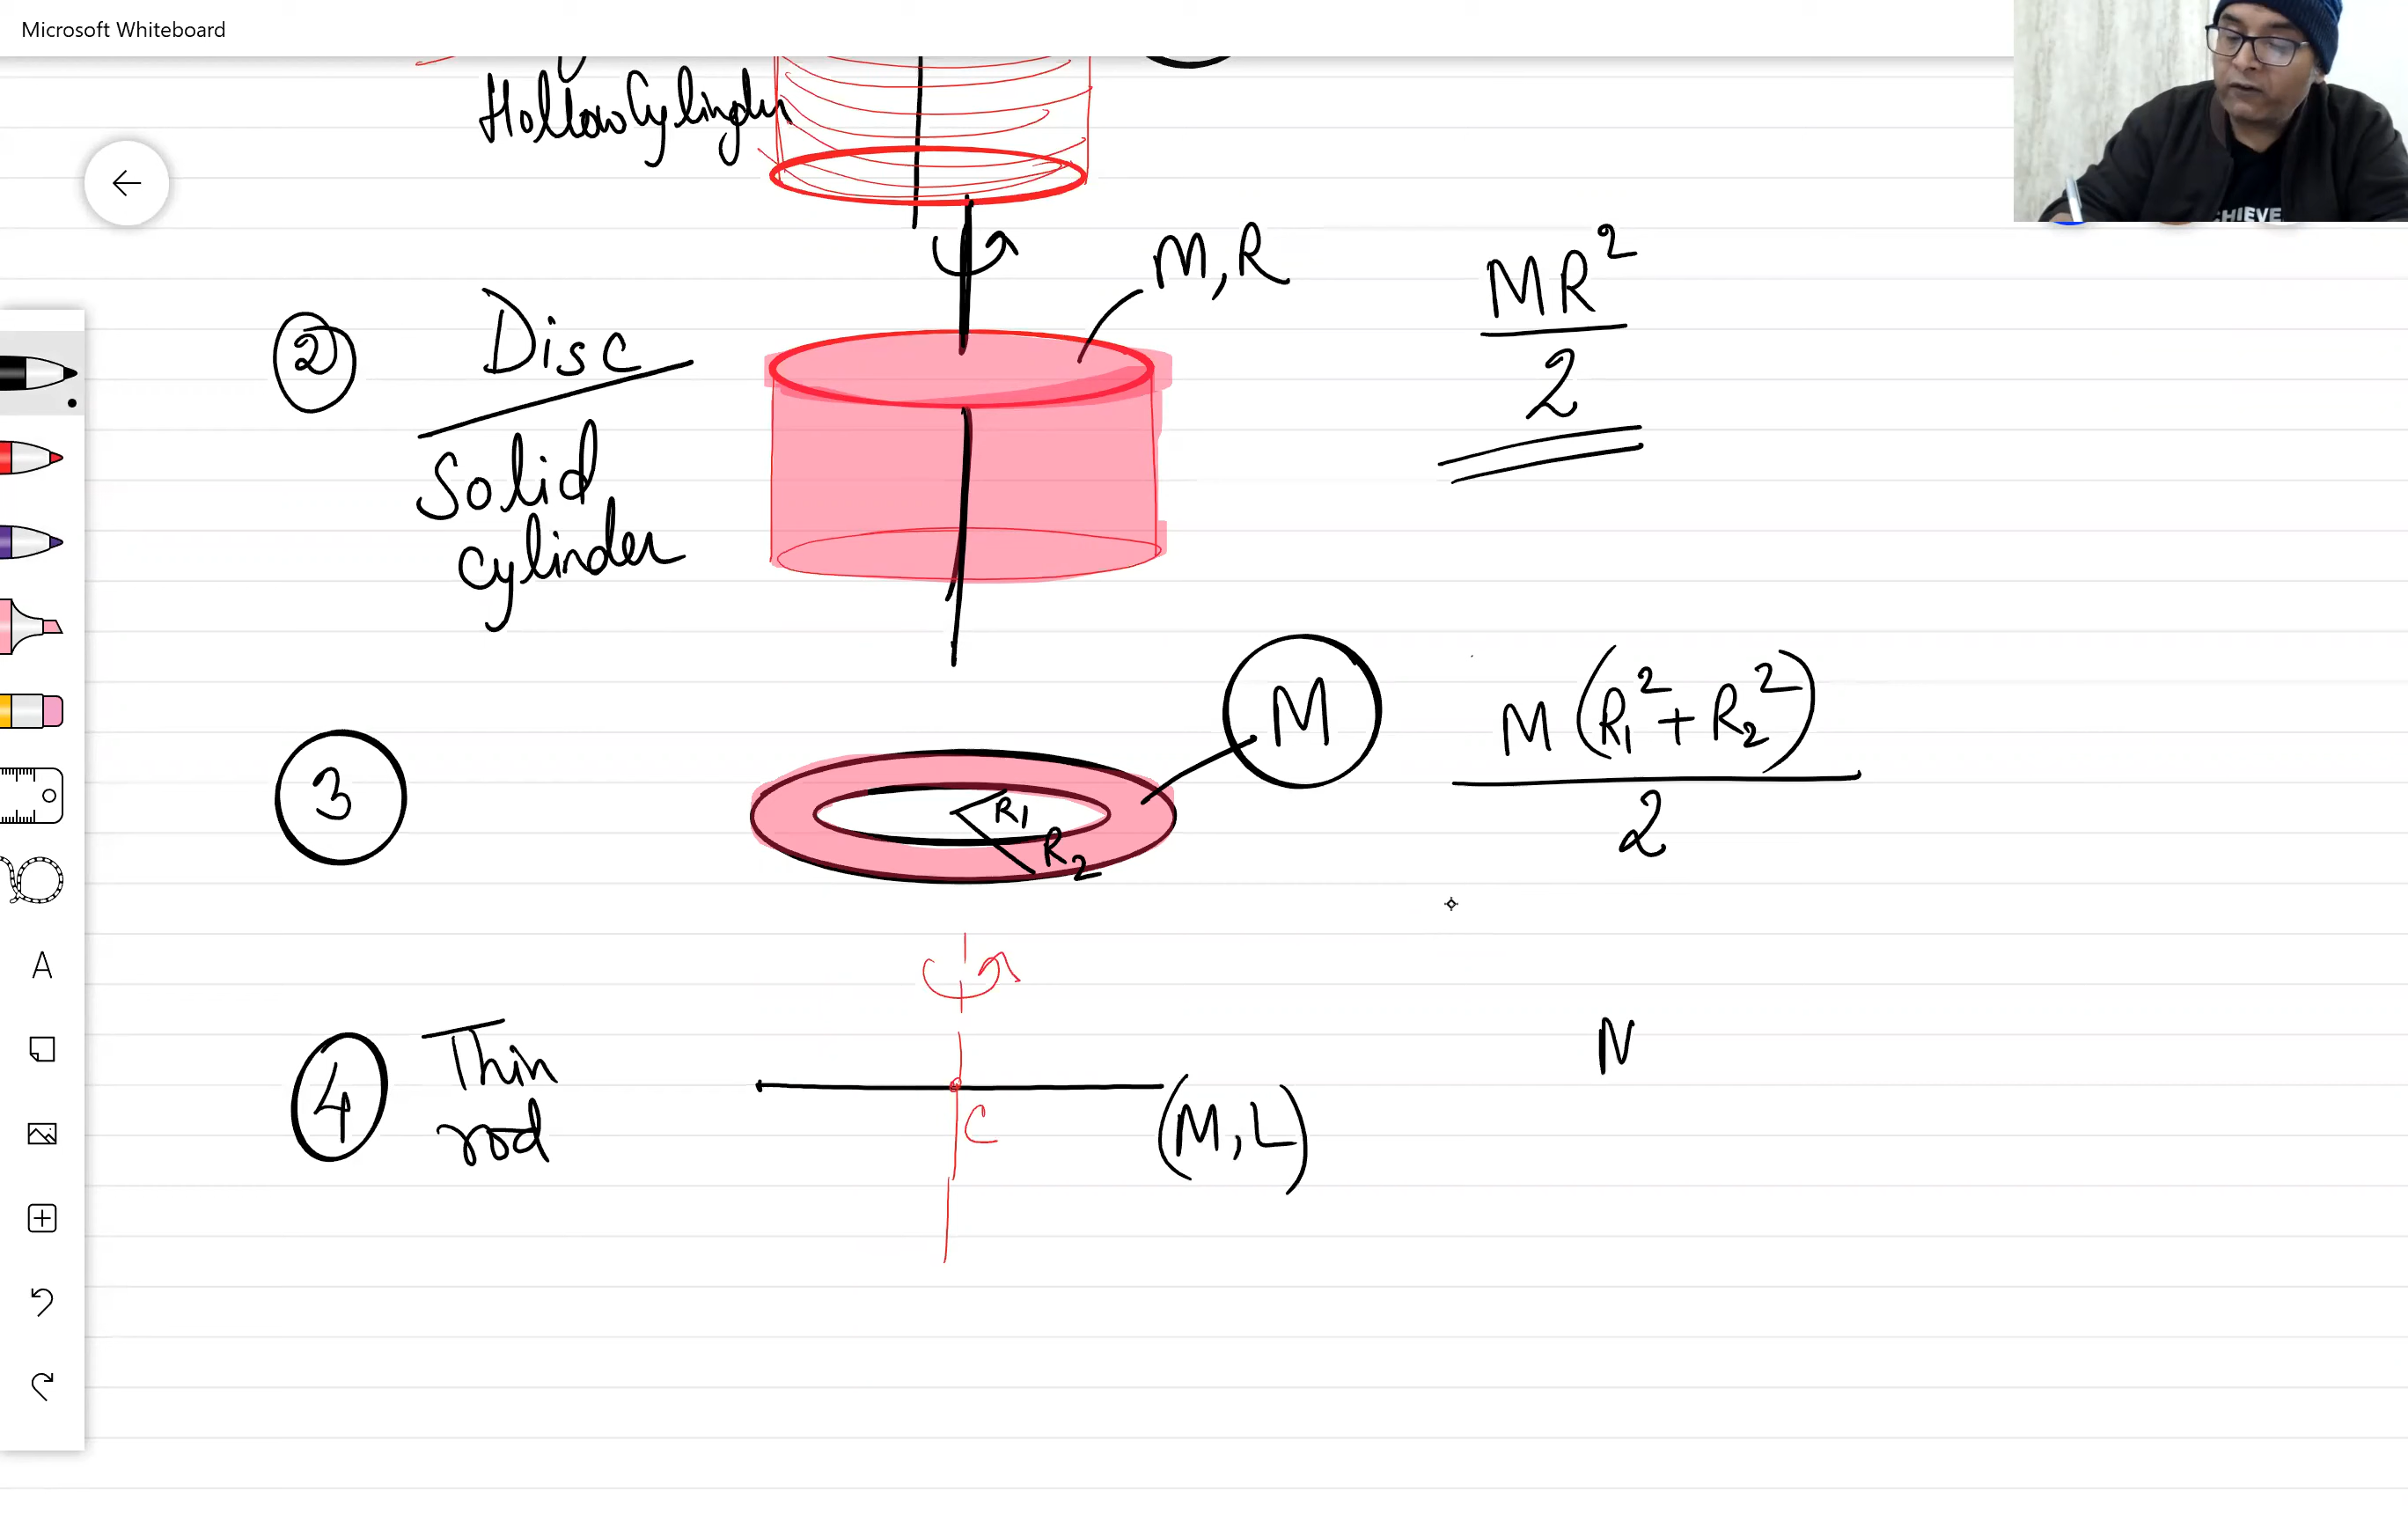 Microsoft Whiteboard
Hollow Cylinder
M, R
② Disc
Solid
cylinder
MR²
2
M
③
R₁
R₂
M (R₁² + R₂²)
2
④ Thin
rod
C
(M, L)
N
A
CHIEVE